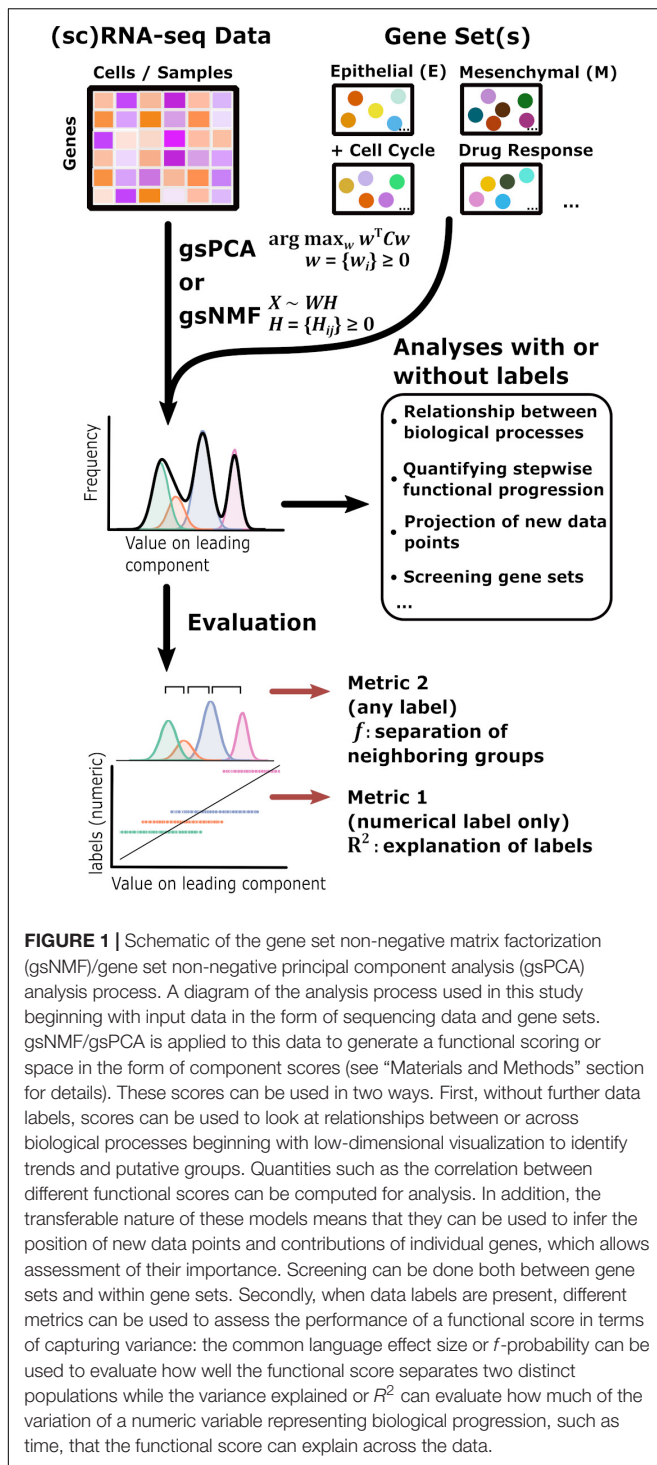 (sc)RNA-seq Data
Gene Set(s)
Cells / Samples
Genes
Epithelial (E)
Mesenchymal (M)
...
...
+ Cell Cycle
Drug Response
...
...
...
gsPCA
or
gsNMF
arg max_w w^T Cw
w = {w_i} ≥ 0
X ~ WH
H = {H_ij} ≥ 0
Analyses with or
without labels
• Relationship between
biological processes
• Quantifying stepwise
functional progression
• Projection of new data
points
• Screening gene sets
...
Frequency
Value on leading
component
Evaluation
Metric 2
(any label)
f: separation of
neighboring groups
labels (numeric)
Value on leading component
Metric 1
(numerical label only)
R²: explanation of labels
FIGURE 1 | Schematic of the gene set non-negative matrix factorization
(gsNMF)/gene set non-negative principal component analysis (gsPCA)
analysis process. A diagram of the analysis process used in this study
beginning with input data in the form of sequencing data and gene sets.
gsNMF/gsPCA is applied to this data to generate a functional scoring or
space in the form of component scores (see “Materials and Methods” section
for details). These scores can be used in two ways. First, without further data
labels, scores can be used to look at relationships between or across
biological processes beginning with low-dimensional visualization to identify
trends and putative groups. Quantities such as the correlation between
different functional scores can be computed for analysis. In addition, the
transferable nature of these models means that they can be used to infer the
position of new data points and contributions of individual genes, which allows
assessment of their importance. Screening can be done both between gene
sets and within gene sets. Secondly, when data labels are present, different
metrics can be used to assess the performance of a functional score in terms
of capturing variance: the common language effect size or f-probability can be
used to evaluate how well the functional score separates two distinct
populations while the variance explained or R² can evaluate how much of the
variation of a numeric variable representing biological progression, such as
time, that the functional score can explain across the data.